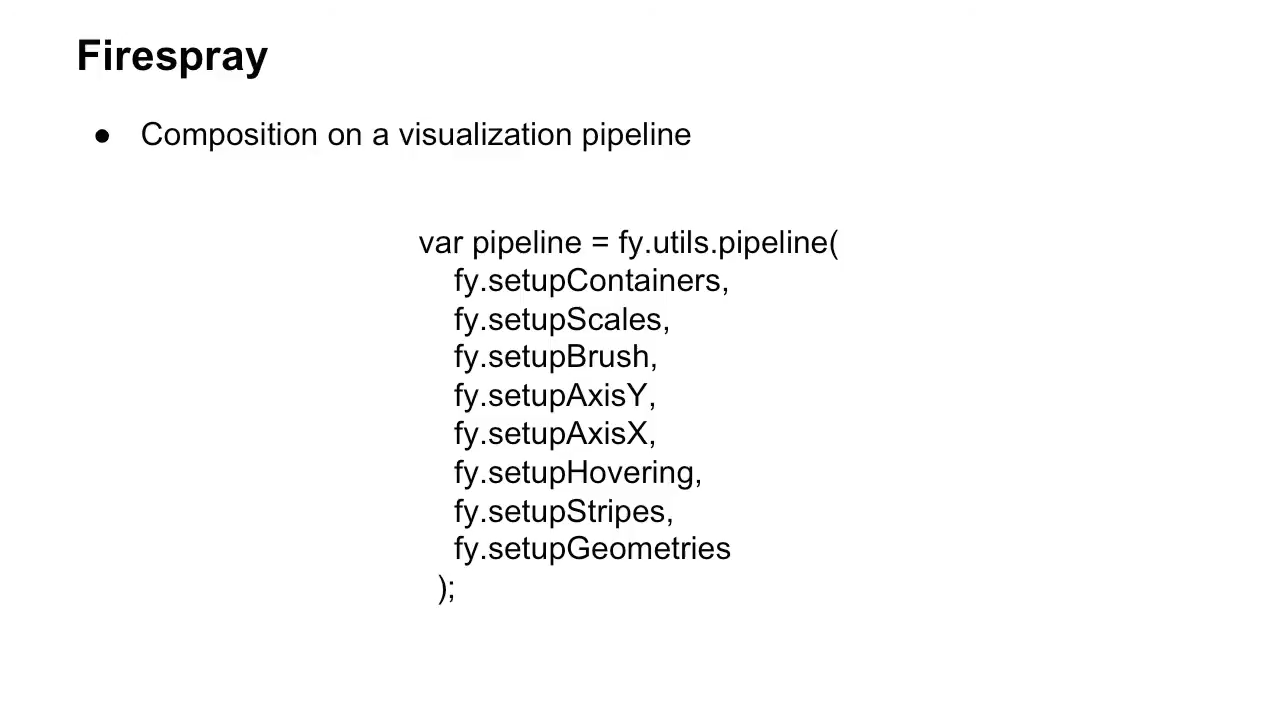 Firespray
● Composition on a visualization pipeline
var pipeline = fy.utils.pipeline(
fy.setupContainers,
fy.setupScales,
fy.setupBrush,
fy.setupAxisY,
fy.setupAxisX,
fy.setupHovering,
fy.setupStripes,
fy.setupGeometries
);